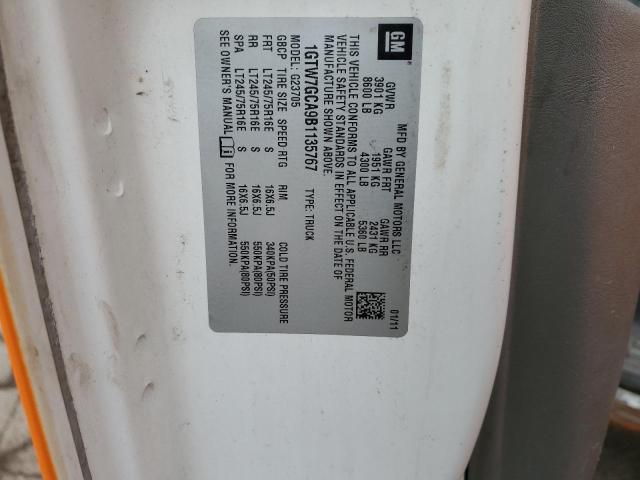 GM
MFD BY GENERAL MOTORS LLC 01/11
GVWR GAWR FRT GAWR RR
3901 KG 1951 KG 2431 KG
8600 LB 4300 LB 5360 LB
THIS VEHICLE CONFORMS TO ALL APPLICABLE U.S. FEDERAL MOTOR
VEHICLE SAFETY STANDARDS IN EFFECT ON THE DATE OF
MANUFACTURE SHOWN ABOVE.
1GTW7GCA9B1135767 TYPE: TRUCK
MODEL: G23705
GBCP TIRE SIZE SPEED RTG RIM COLD TIRE PRESSURE
FRT LT245/75R16E S 16X6.5J 340KPA(50PSI)
RR LT245/75R16E S 16X6.5J 550KPA(80PSI)
SPA LT245/75R16E S 16X6.5J 550KPA(80PSI)
SEE OWNER'S MANUAL FOR MORE INFORMATION.